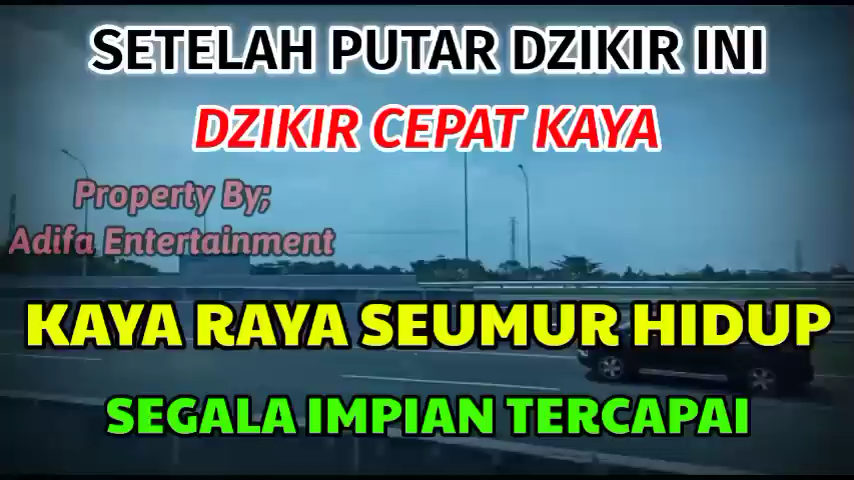 SETELAH PUTAR DZIKIR INI
DZIKIR CEPAT KAYA
Property By;
Adifa Entertainment
KAYA RAYA SEUMUR HIDUP
SEGALA IMPIAN TERCAPAI